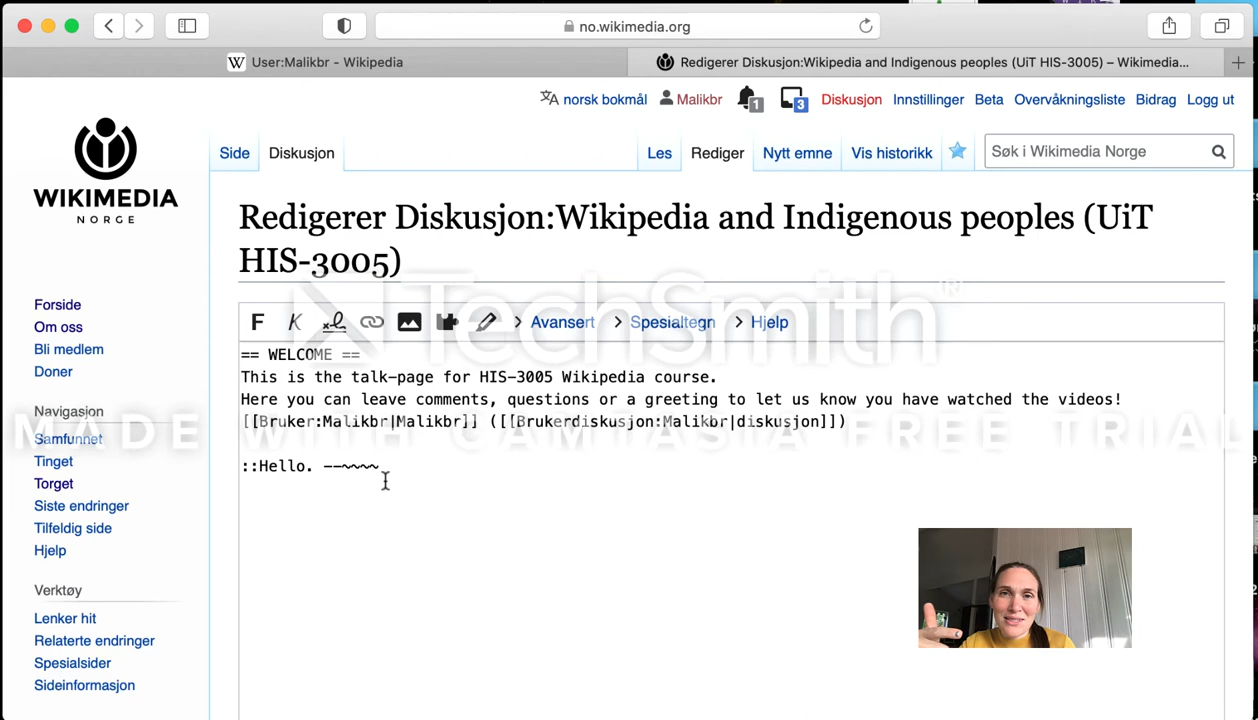 no.wikimedia.org
User:Malikbr - Wikipedia
Redigerer Diskusjon:Wikipedia and Indigenous peoples (UiT HIS-3005) – Wikimedia...
norsk bokmål Malikbr 1 3 Diskusjon Innstillinger Beta Overvåkningsliste Bidrag Logg ut
Side Diskusjon Les Rediger Nytt emne Vis historikk Søk i Wikimedia Norge
WIKIMEDIA
NORGE
Redigerer Diskusjon:Wikipedia and Indigenous peoples (UiT
HIS-3005)
TechSmith®
F K Avansert Spesialtegn Hjelp
== WELCOME ==
This is the talk-page for HIS-3005 Wikipedia course.
Here you can leave comments, questions or a greeting to let us know you have watched the videos!
[[Bruker:Malikbr|Malikbr]] ([[Brukerdiskusjon:Malikbr|diskusjon]])
MADE WITH CAMTASIA FREE TRIAL
::Hello. --~~~~
Forside
Om oss
Bli medlem
Doner
Navigasjon
Samfunnet
Tinget
Torget
Siste endringer
Tilfeldig side
Hjelp
Verktøy
Lenker hit
Relaterte endringer
Spesialsider
Sideinformasjon